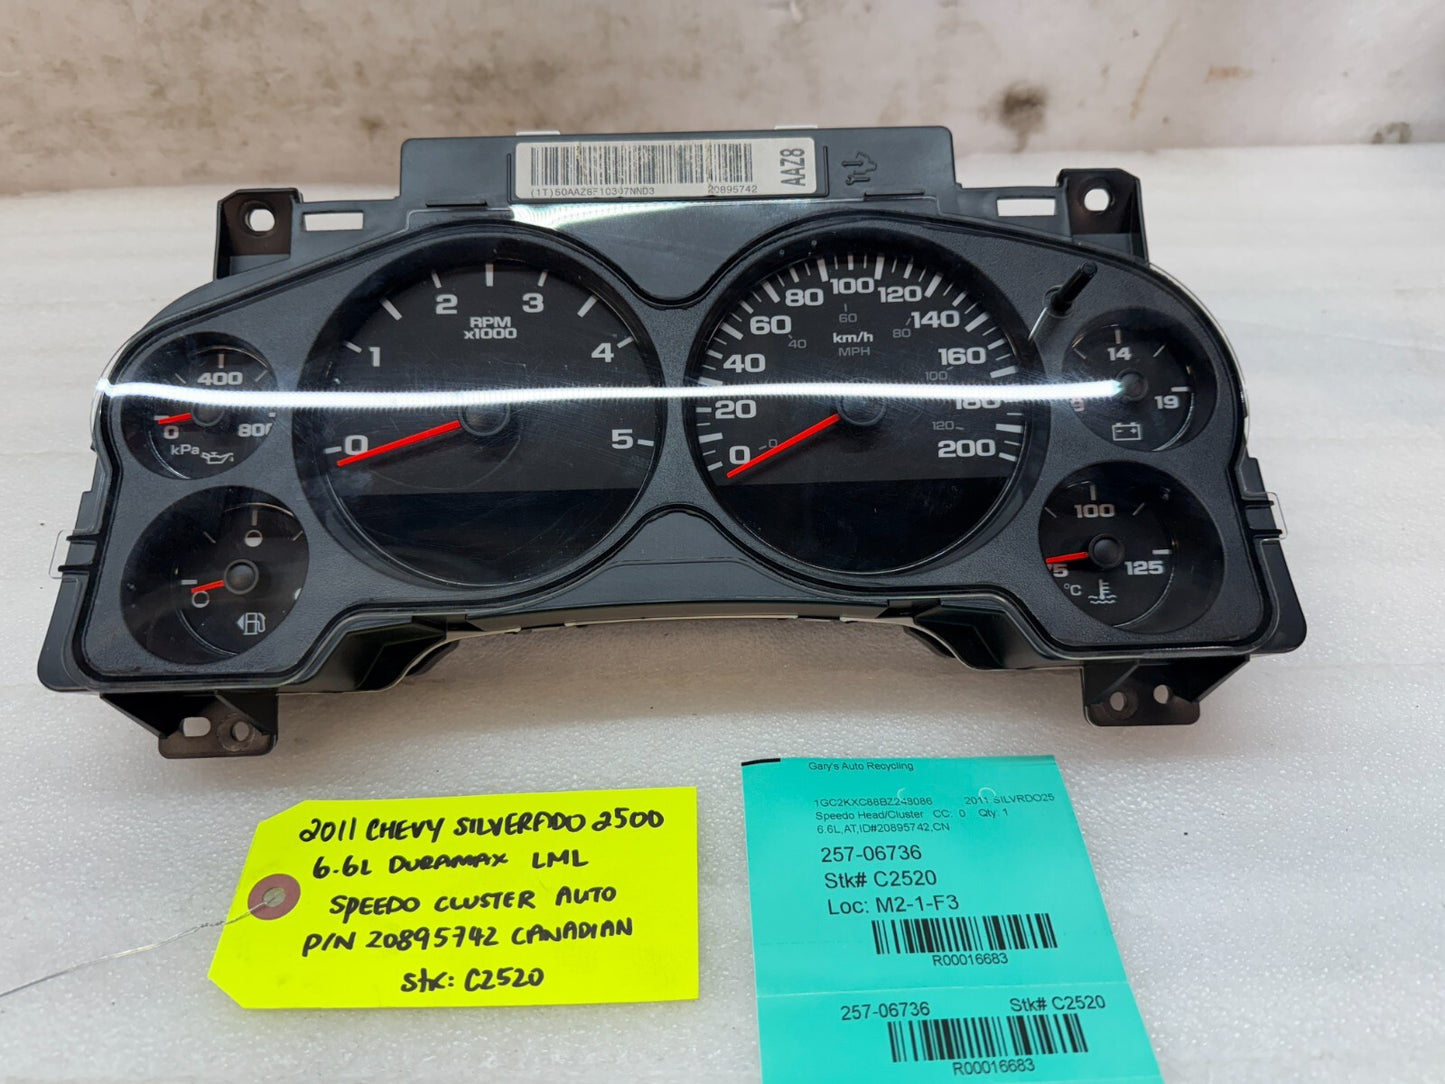 (1T)50AAZ8F10307NND3 20895742
AAZ8
400
0 800
kPa
1 2 3 4
RPM
x1000
0 5
0 20 40 60 80 100 120 140 160 180 200
40 60 80 100 120
km/h
MPH
14
19
100
125
°C
2011 CHEVY SILVERADO 2500
6.6L DURAMAX LML
SPEEDO CLUSTER AUTO
P/N 20895742 CANADIAN
Stk: C2520
Gary's Auto Recycling
2011 SILVRDO25
Speedo Head/Cluster CC: 0 Qty: 1
6.6L,AT,ID#20895742,CN
257-06736
Stk# C2520
Loc: M2-1-F3
R00016683
257-06736 Stk# C2520
R00016683